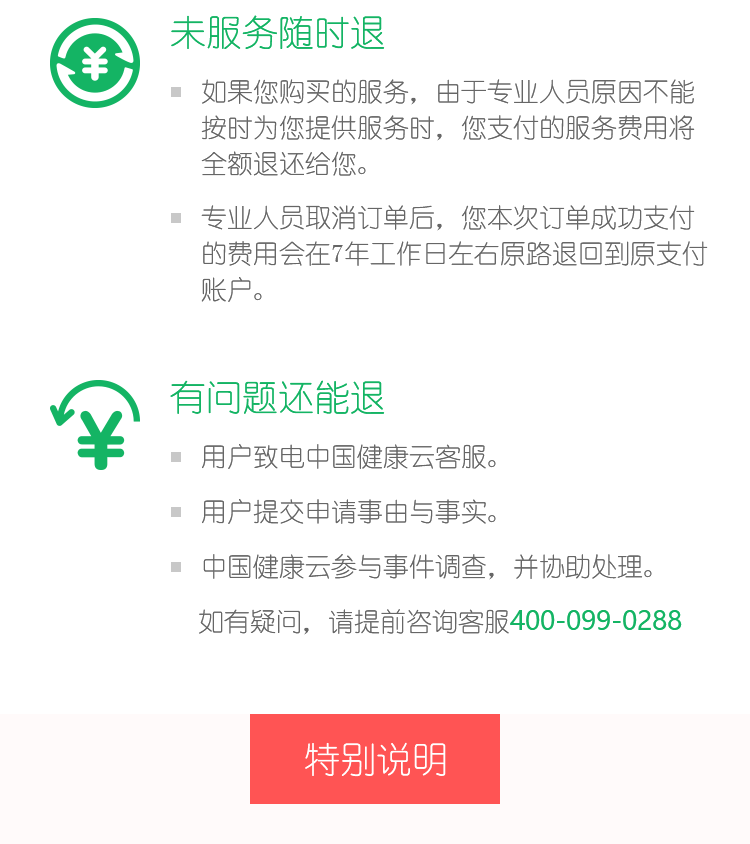 未服务随时退
如果您购买的服务，由于专业人员原因不能
按时为您提供服务时，您支付的服务费用将
全额退还给您。
专业人员取消订单后，您本次订单成功支付
的费用会在7年工作日左右原路退回到原支付
账户。
有问题还能退
用户致电中国健康云客服。
用户提交申请事由与事实。
中国健康云参与事件调查，并协助处理。
如有疑问，请提前咨询客服400-099-0288
特别说明